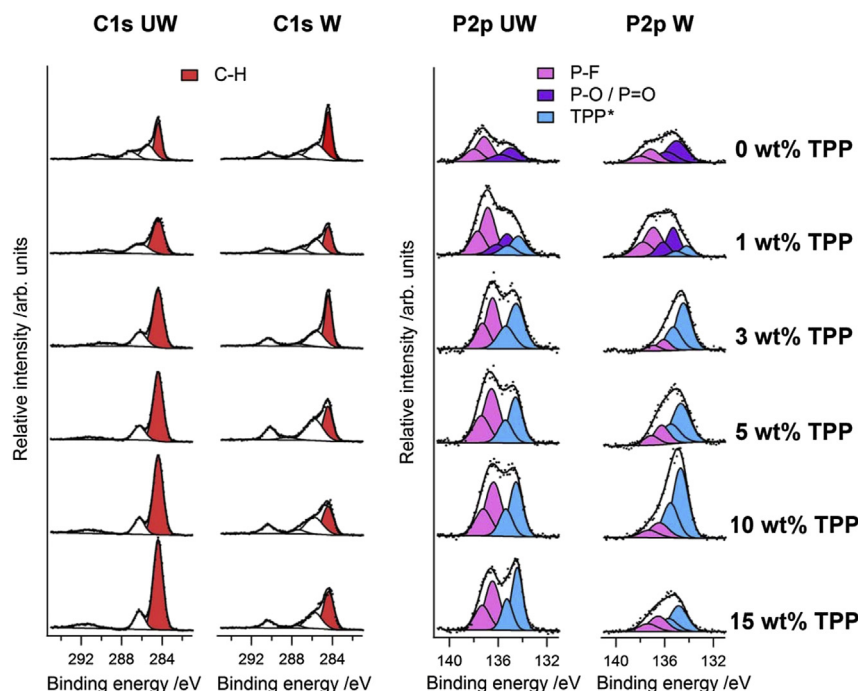 C1s UW C1s W P2p UW P2p W
C-H
P-F
P-O / P=O
TPP*
0 wt% TPP
1 wt% TPP
3 wt% TPP
5 wt% TPP
10 wt% TPP
15 wt% TPP
Relative intensity /arb. units
Relative intensity /arb. units
292 288 284 292 288 284 140 136 132 140 136 132
Binding energy /eV Binding energy /eV Binding energy /eV Binding energy /eV